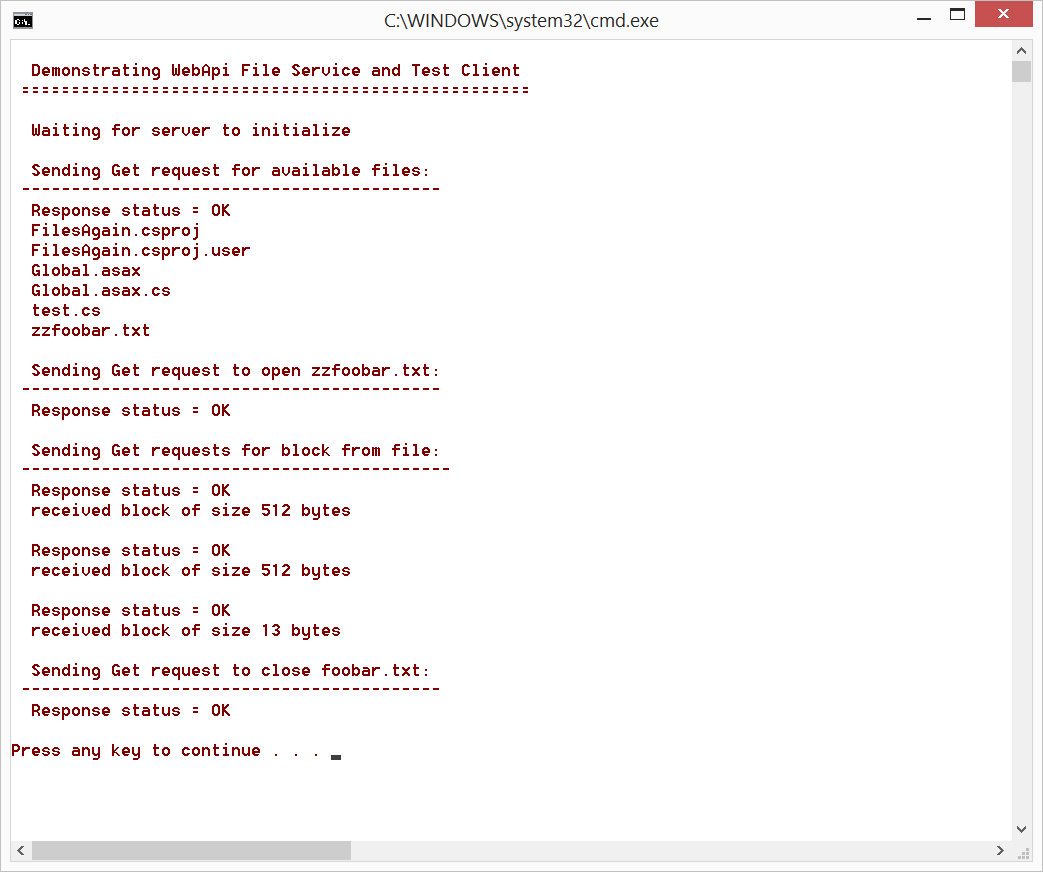 C:\WINDOWS\system32\cmd.exe
Demonstrating WebApi File Service and Test Client
===================================================
Waiting for server to initialize
Sending Get request for available files:
------------------------------------------
Response status = OK
FilesAgain.csproj
FilesAgain.csproj.user
Global.asax
Global.asax.cs
test.cs
zzfoobar.txt
Sending Get request to open zzfoobar.txt:
------------------------------------------
Response status = OK
Sending Get requests for block from file:
-------------------------------------------
Response status = OK
received block of size 512 bytes
Response status = OK
received block of size 512 bytes
Response status = OK
received block of size 13 bytes
Sending Get request to close foobar.txt:
------------------------------------------
Response status = OK
Press any key to continue . . .